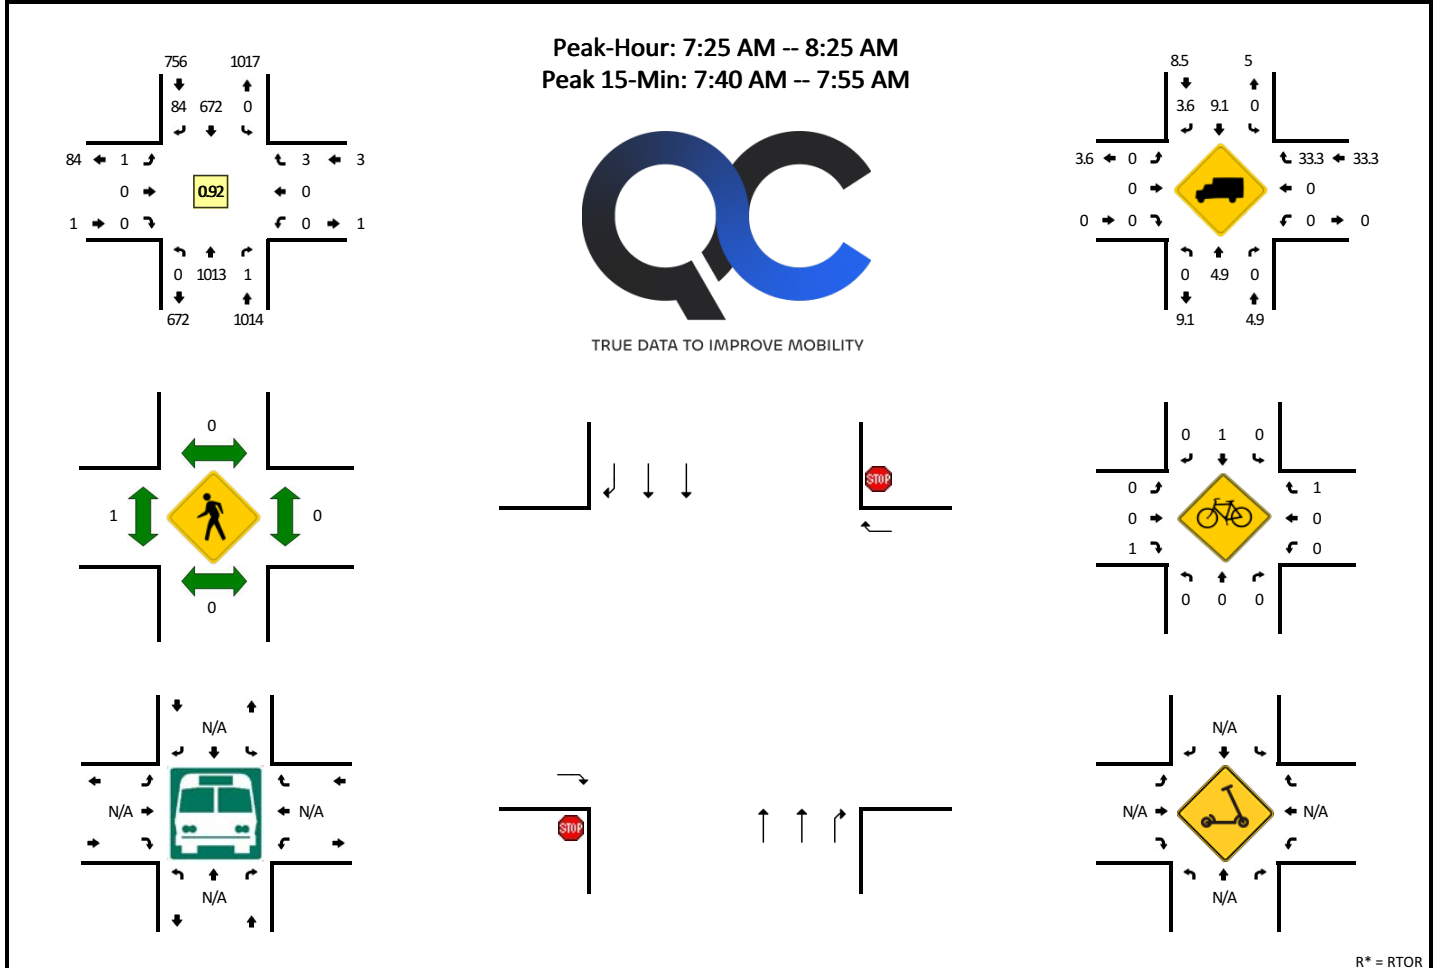 Peak-Hour: 7:25 AM -- 8:25 AM
Peak 15-Min: 7:40 AM -- 7:55 AM
756 1017
84 672 0
84 1 3 3
0 0.92 0
1 0 0 1
0 1013 1
672 1014
TRUE DATA TO IMPROVE MOBILITY
8.5 5
3.6 9.1 0
3.6 0 33.3 33.3
0 0
0 0 0 0
0 4.9 0
9.1 4.9
0
1 0
0
STOP
STOP
0 1 0
0 1
0 0
1 0
0 0 0
N/A
N/A N/A
N/A
N/A
N/A N/A
N/A
R* = RTOR